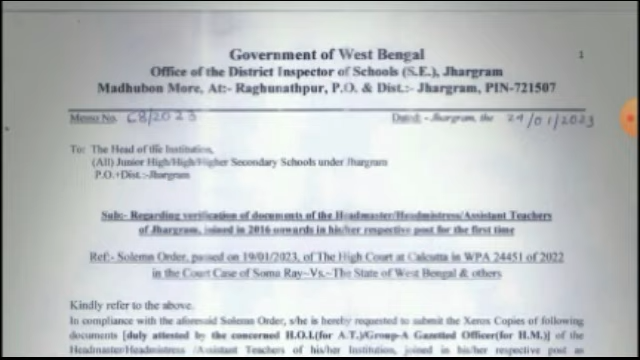 1
Government of West Bengal
Office of the District Inspector of Schools (S.E.), Jhargram
Madhubon More, At:- Raghunathpur, P.O. & Dist.:- Jhargram, PIN-721507
Memo No. 68/2023 Dated:- Jhargram, the 24/01/2023
To: The Head of the Institution,
(All) Junior High/High/Higher Secondary Schools under Jhargram
P.O.+Dist.:-Jhargram
Sub:- Regarding verification of documents of the Headmaster/Headmistress/Assistant Teachers
of Jhargram, joined in 2016 onwards in his/her respective post for the first time
Ref:- Solemn Order, passed on 19/01/2023, of The High Court at Calcutta in WPA 24451 of 2022
in the Court Case of Soma Ray–Vs.–The State of West Bengal & others
Kindly refer to the above.
In compliance with the aforesaid Solemn Order, s/he is hereby requested to submit the Xerox Copies of following
documents [duly attested by the concerned H.O.I.(for A.T.)/Group-A Gazetted Officer(for H.M.)] of the
Headmaster/Headmistress /Assistant Teachers of his/her Institution, joined in his/her respective post as